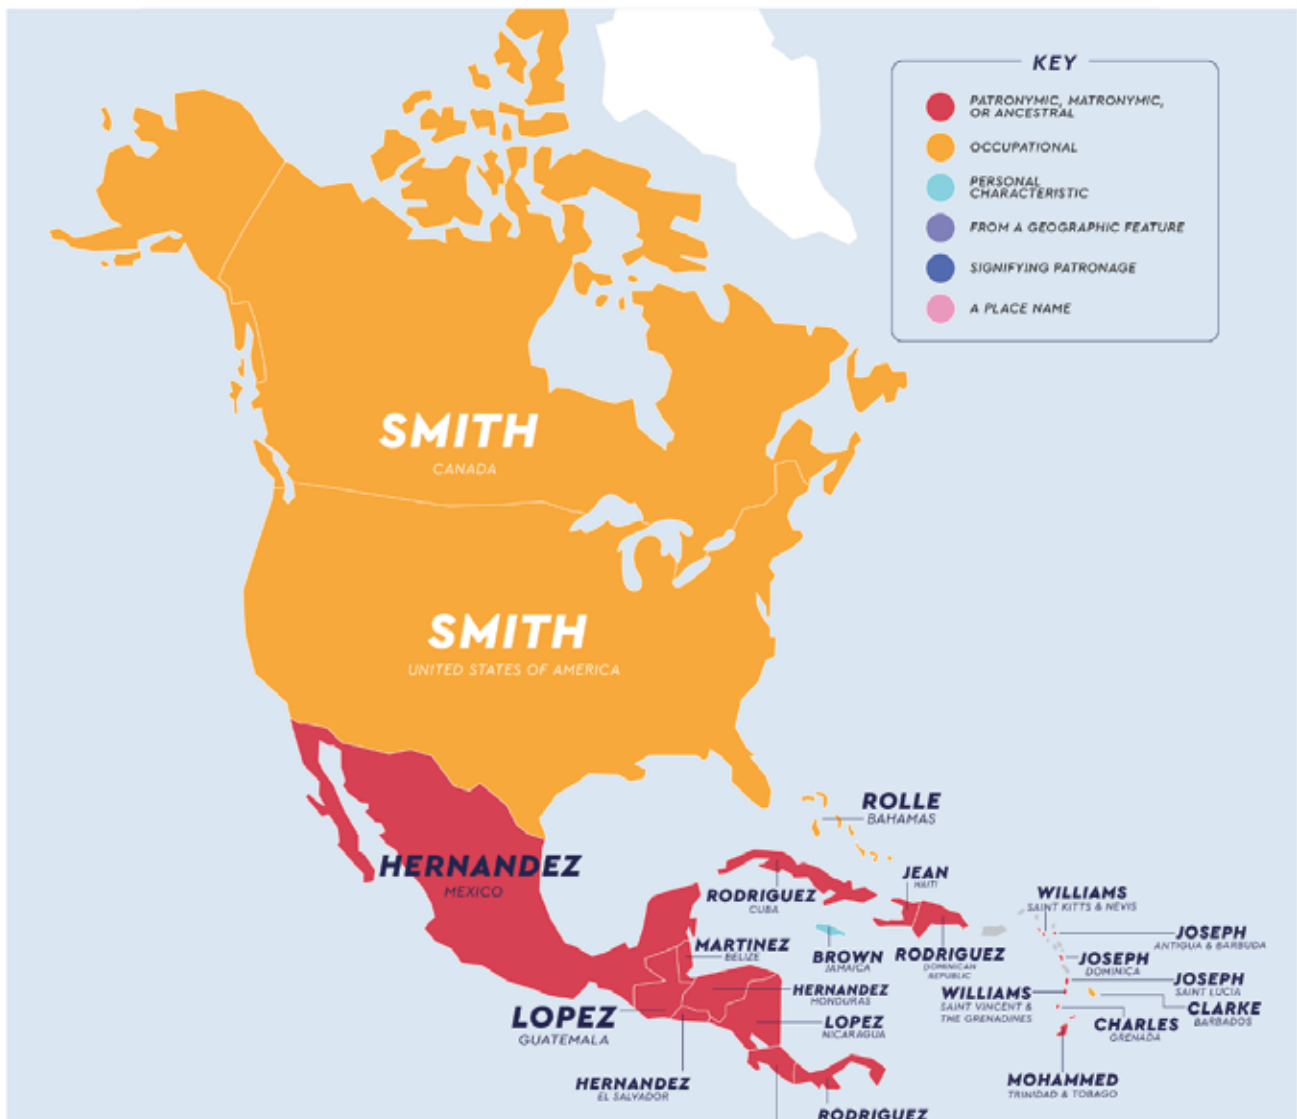 KEY
PATRONYMIC, MATRONYMIC,
OR ANCESTRAL
OCCUPATIONAL
PERSONAL
CHARACTERISTIC
FROM A GEOGRAPHIC FEATURE
SIGNIFYING PATRONAGE
A PLACE NAME
SMITH
CANADA
SMITH
UNITED STATES OF AMERICA
ROLLE
BAHAMAS
HERNANDEZ
MEXICO
JEAN
HAITI
RODRIGUEZ
CUBA
WILLIAMS
SAINT KITTS & NEVIS
JOSEPH
ANTIGUA & BARBUDA
MARTINEZ
BELIZE
BROWN
JAMAICA
RODRIGUEZ
DOMINICAN
REPUBLIC
JOSEPH
DOMINICA
JOSEPH
SAINT LUCIA
HERNANDEZ
HONDURAS
WILLIAMS
SAINT VINCENT &
THE GRENADINES
CLARKE
BARBADOS
LOPEZ
GUATEMALA
LOPEZ
NICARAGUA
CHARLES
GRENADA
HERNANDEZ
EL SALVADOR
MOHAMMED
TRINIDAD & TOBAGO
RODRIGUEZ